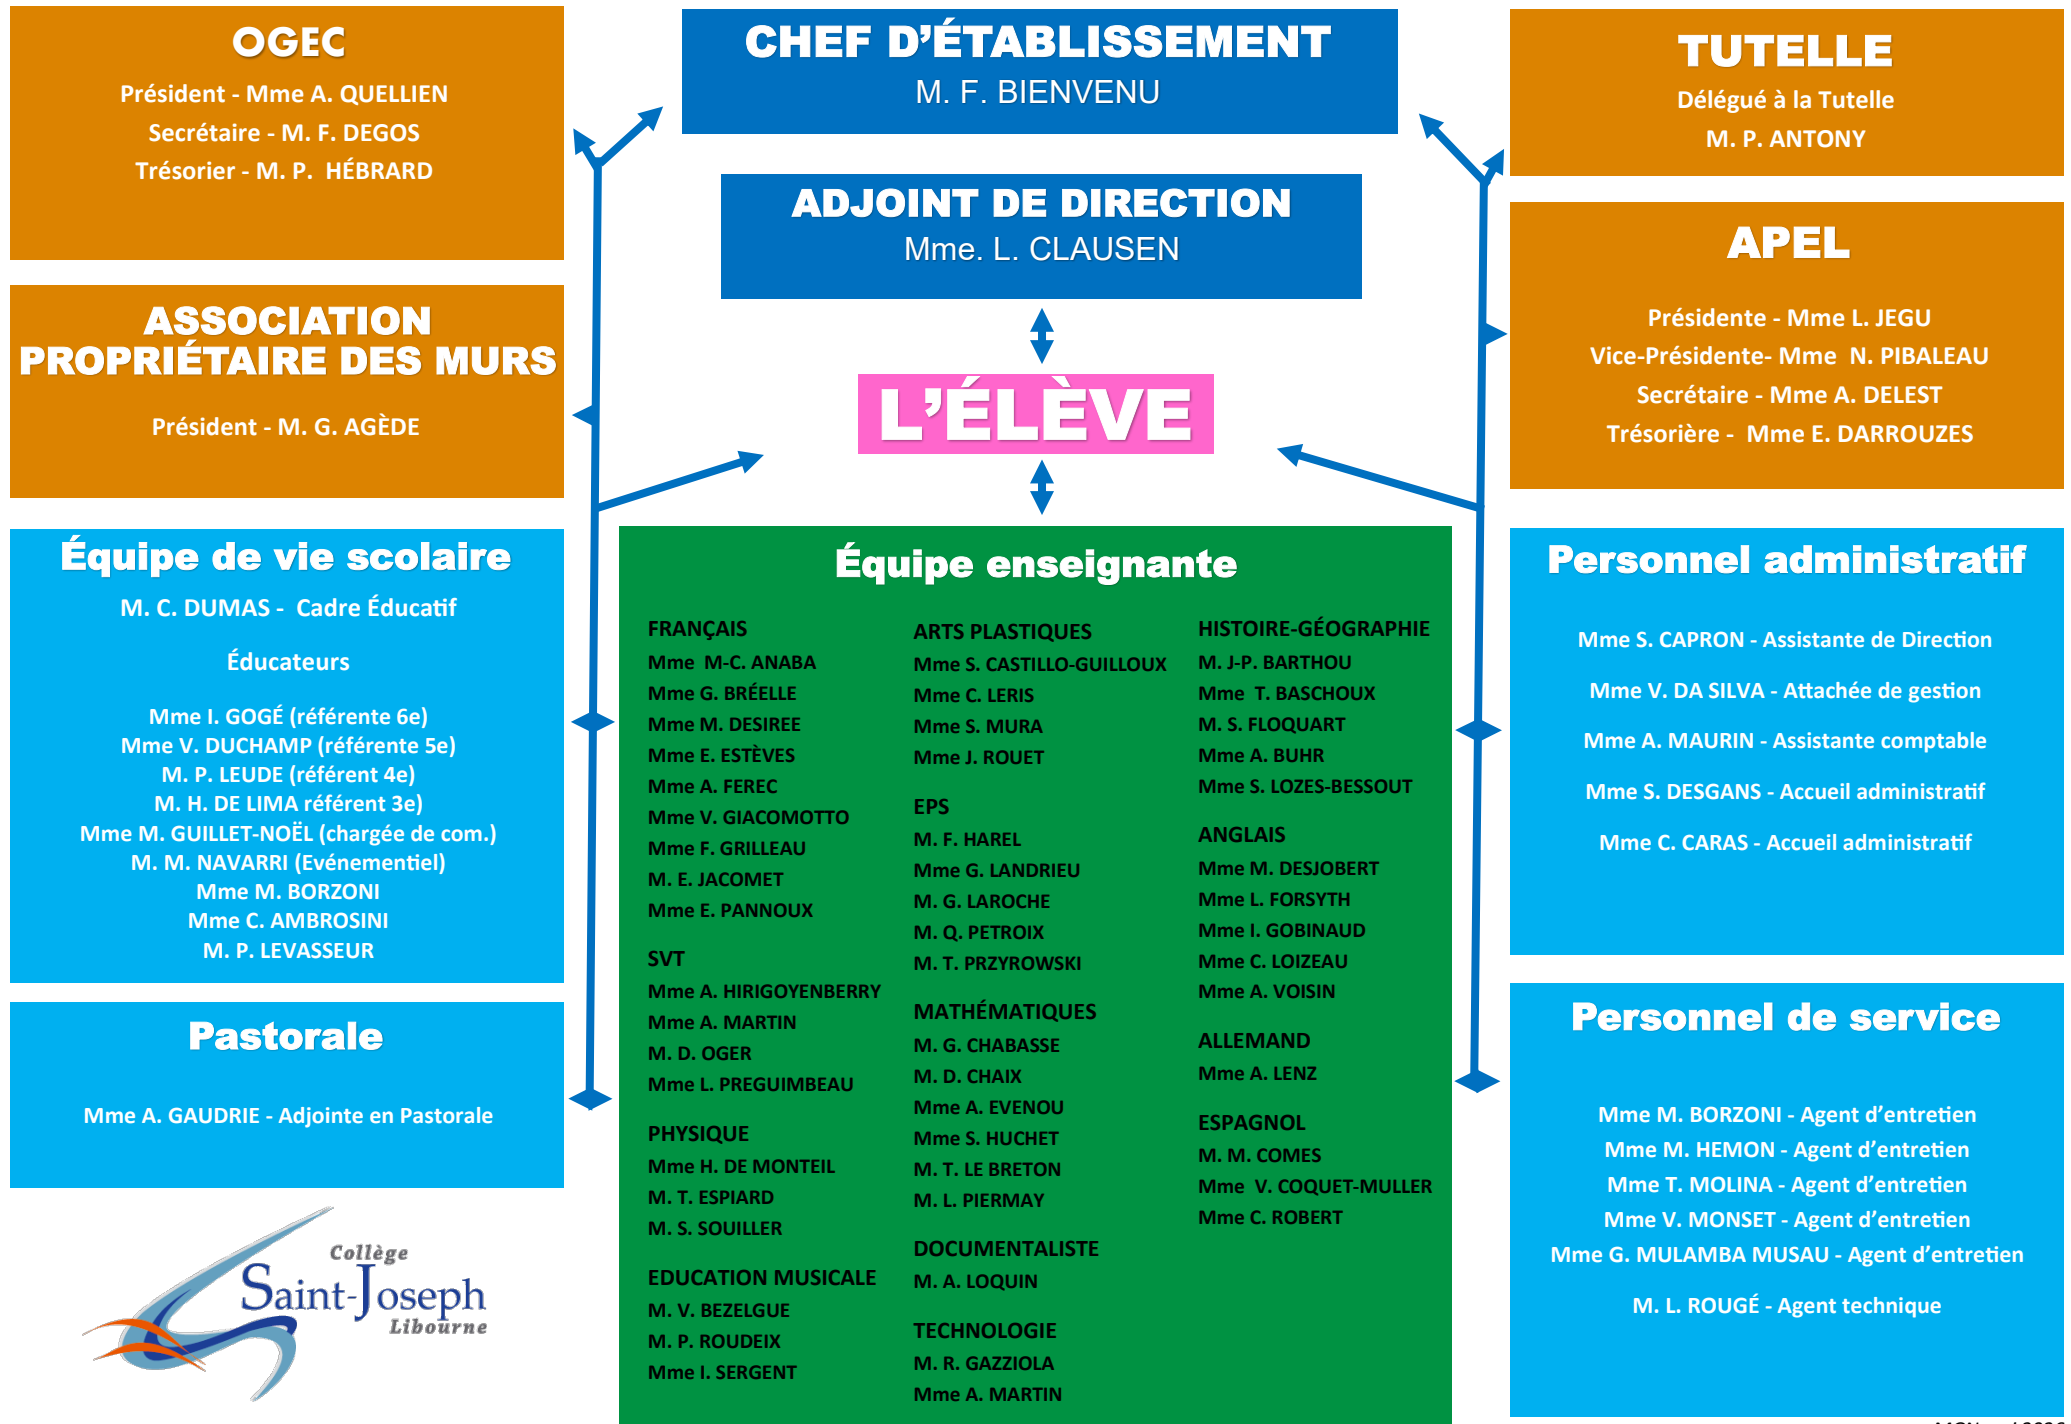 OGEC
Président - Mme A. QUELLIEN
Secrétaire - M. F. DEGOS
Trésorier - M. P. HÉBRARD
CHEF D’ÉTABLISSEMENT
M. F. BIENVENU
TUTELLE
Délégué à la Tutelle
M. P. ANTONY
ADJOINT DE DIRECTION
Mme. L. CLAUSEN
APEL
Présidente - Mme L. JEGU
Vice-Présidente- Mme N. PIBALEAU
Secrétaire - Mme A. DELEST
Trésorière - Mme E. DARROUZES
ASSOCIATION
PROPRIÉTAIRE DES MURS
Président - M. G. AGÈDE
L’ÉLÈVE
Équipe de vie scolaire
M. C. DUMAS - Cadre Éducatif
Éducateurs
Mme I. GOGÉ (référente 6e)
Mme V. DUCHAMP (référente 5e)
M. P. LEUDE (référent 4e)
M. H. DE LIMA référent 3e)
Mme M. GUILLET-NOËL (chargée de com.)
M. M. NAVARRI (Evénementiel)
Mme M. BORZONI
Mme C. AMBROSINI
M. P. LEVASSEUR
Pastorale
Mme A. GAUDRIE - Adjointe en Pastorale
Collège
Saint-Joseph
Libourne
Équipe enseignante
FRANÇAIS
Mme M-C. ANABA
Mme G. BRÉELLE
Mme M. DESIREE
Mme E. ESTÈVES
Mme A. FEREC
Mme V. GIACOMOTTO
Mme F. GRILLEAU
M. E. JACOMET
Mme E. PANNOUX
SVT
Mme A. HIRIGOYENBERRY
Mme A. MARTIN
M. D. OGER
Mme L. PREGUIMBEAU
PHYSIQUE
Mme H. DE MONTEIL
M. T. ESPIARD
M. S. SOUILLER
EDUCATION MUSICALE
M. V. BEZELGUE
M. P. ROUDEIX
Mme I. SERGENT
ARTS PLASTIQUES
Mme S. CASTILLO-GUILLOUX
Mme C. LERIS
Mme S. MURA
Mme J. ROUET
EPS
M. F. HAREL
Mme G. LANDRIEU
M. G. LAROCHE
M. Q. PETROIX
M. T. PRZYROWSKI
MATHÉMATIQUES
M. G. CHABASSE
M. D. CHAIX
Mme A. EVENOU
Mme S. HUCHET
M. T. LE BRETON
M. L. PIERMAY
DOCUMENTALISTE
M. A. LOQUIN
TECHNOLOGIE
M. R. GAZZIOLA
Mme A. MARTIN
HISTOIRE-GÉOGRAPHIE
M. J-P. BARTHOU
Mme T. BASCHOUX
M. S. FLOQUART
Mme A. BUHR
Mme S. LOZES-BESSOUT
ANGLAIS
Mme M. DESJOBERT
Mme L. FORSYTH
Mme I. GOBINAUD
Mme C. LOIZEAU
Mme A. VOISIN
ALLEMAND
Mme A. LENZ
ESPAGNOL
M. M. COMES
Mme V. COQUET-MULLER
Mme C. ROBERT
Personnel administratif
Mme S. CAPRON - Assistante de Direction
Mme V. DA SILVA - Attachée de gestion
Mme A. MAURIN - Assistante comptable
Mme S. DESGANS - Accueil administratif
Mme C. CARAS - Accueil administratif
Personnel de service
Mme M. BORZONI - Agent d’entretien
Mme M. HEMON - Agent d’entretien
Mme T. MOLINA - Agent d’entretien
Mme V. MONSET - Agent d’entretien
Mme G. MULAMBA MUSAU - Agent d’entretien
M. L. ROUGÉ - Agent technique